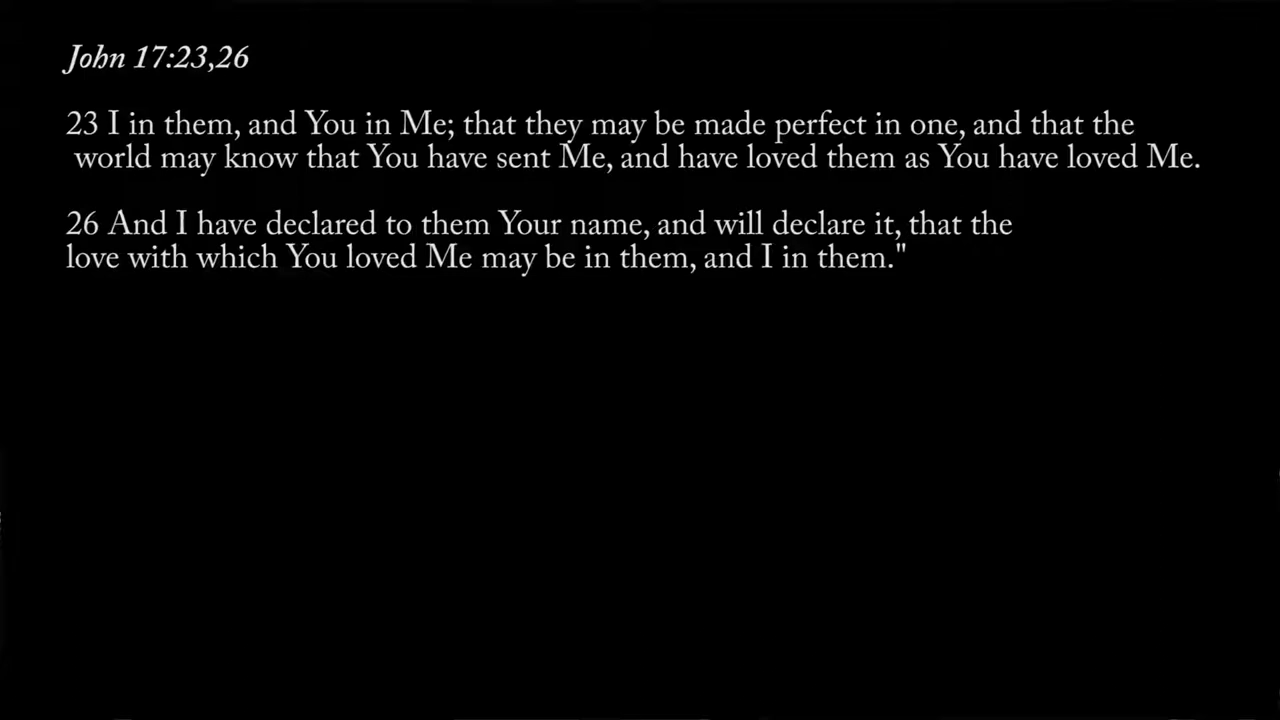 John 17:23,26
23 I in them, and You in Me; that they may be made perfect in one, and that the
world may know that You have sent Me, and have loved them as You have loved Me.
26 And I have declared to them Your name, and will declare it, that the
love with which You loved Me may be in them, and I in them."